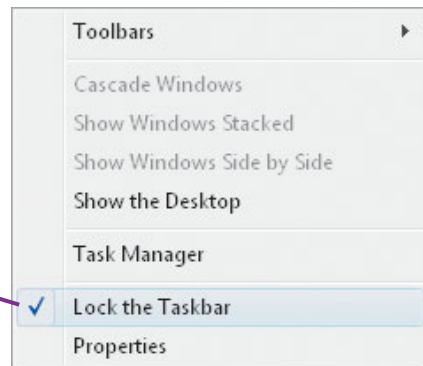 Toolbars
Cascade Windows
Show Windows Stacked
Show Windows Side by Side
Show the Desktop
Task Manager
Lock the Taskbar
Properties